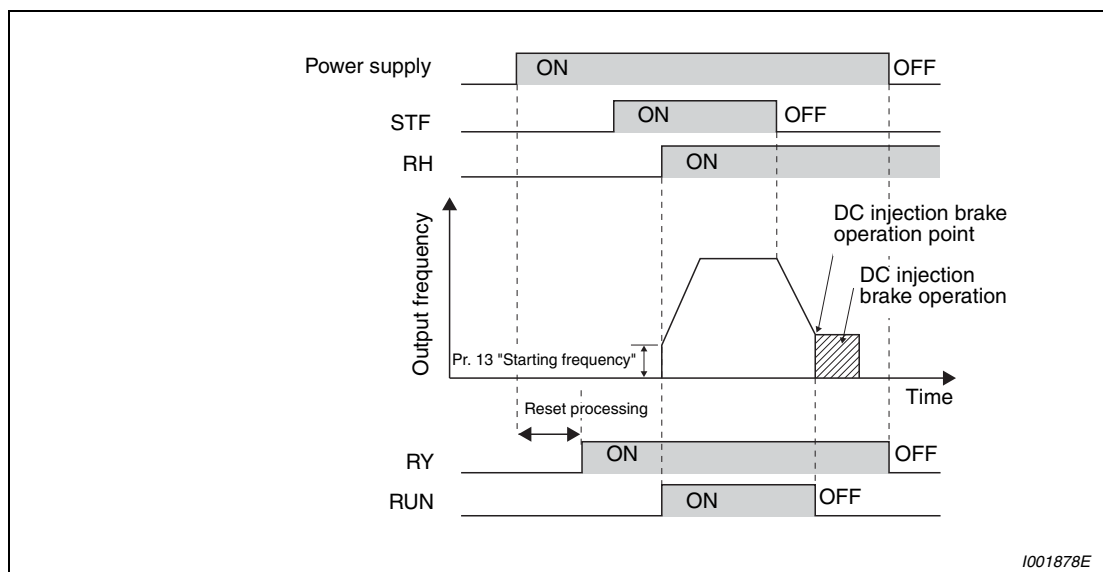 Power supply
ON
OFF
STF
ON
OFF
RH
ON
Output frequency
DC injection brake
operation point
DC injection
brake operation
Pr. 13 "Starting frequency"
Time
Reset processing
RY
ON
OFF
RUN
ON
OFF
I001878E